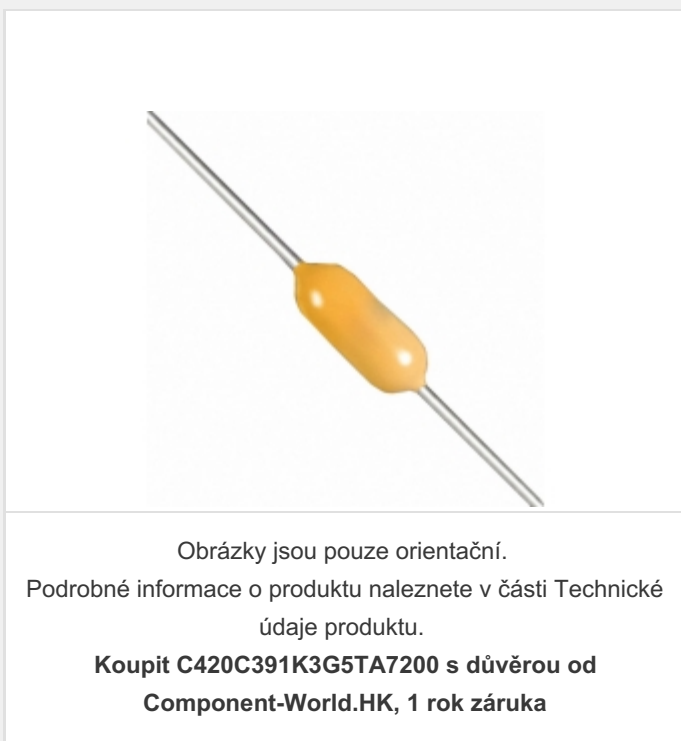 Obrázky jsou pouze orientační.
Podrobné informace o produktu naleznete v části Technické
údaje produktu.
Koupit C420C391K3G5TA7200 s důvěrou od
Component-World.HK, 1 rok záruka